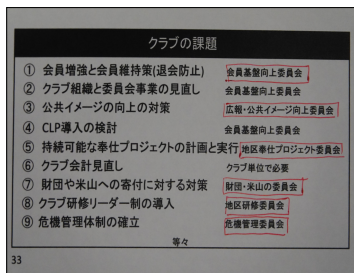 クラブの課題
① 会員増強と会員維持策(退会防止) 会員基盤向上委員会
② クラブ組織と委員会事業の見直し 会員基盤向上委員会
③ 公共イメージの向上の対策 広報・公共イメージ向上委員会
④ CLP導入の検討 会員基盤向上委員会
⑤ 持続可能な奉仕プロジェクトの計画と実行 地区奉仕プロジェクト委員会
⑥ クラブ会計見直し クラブ単位で必要
⑦ 財団や米山への寄付に対する対策 財団・米山の委員会
⑧ クラブ研修リーダー制の導入 地区研修委員会
⑨ 危機管理体制の確立 危機管理委員会
等々
33